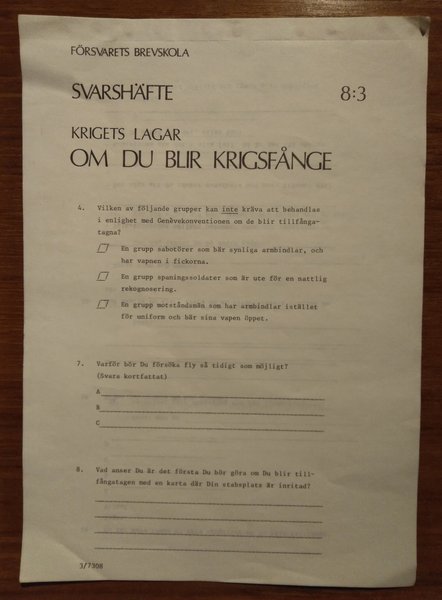 FÖRSVARETS BREVSKOLA
SVARSHÄFTE 8:3
KRIGETS LAGAR
OM DU BLIR KRIGSFÅNGE
4. Vilken av följande grupper kan inte kräva att behandlas
i enlighet med Genèvekonventionen om de blir tillfånga-
tagna?
En grupp sabotörer som bär synliga armbindlar, och
har vapnen i fickorna.
En grupp spaningssoldater som är ute för en nattlig
rekognosering.
En grupp motståndsmän som har armbindlar istället
för uniform och bär sina vapen öppet.
7. Varför bör Du försöka fly så tidigt som möjligt?
(Svara kortfattat)
A
B
C
8. Vad anser Du är det första Du bör göra om Du blir till-
fångatagen med en karta där Din stabsplats är inritad?
3/7308